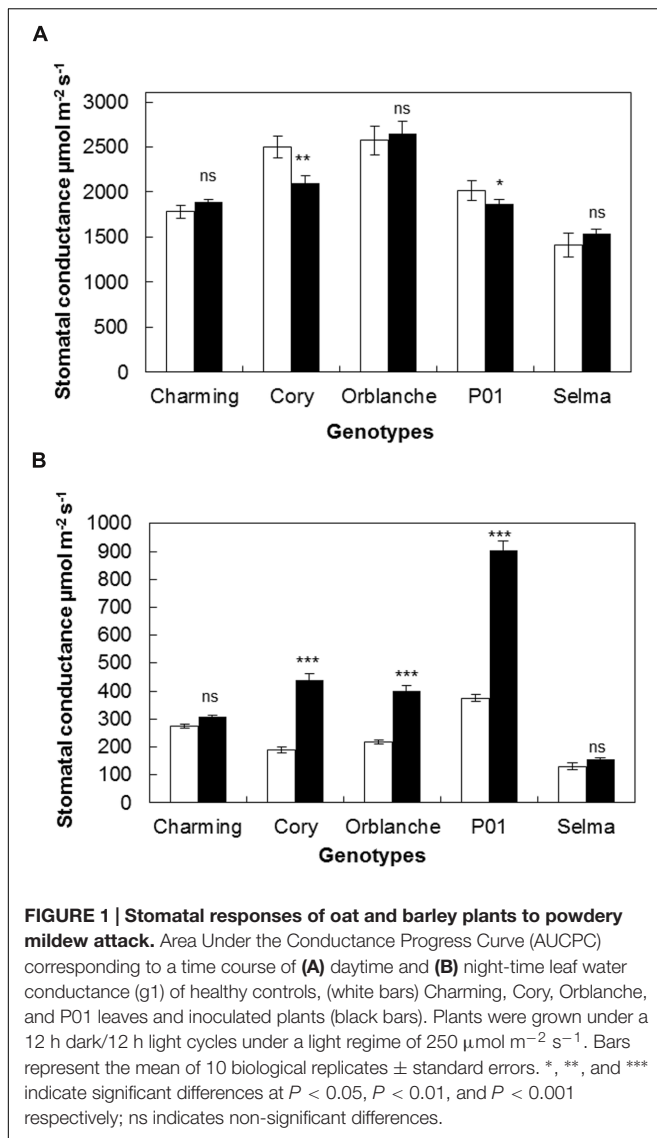 A
Stomatal conductance µmol m⁻² s⁻¹
3000
2500
2000
1500
1000
500
0
ns
**
ns
*
ns
Charming Cory Orblanche P01 Selma
Genotypes
B
Stomatal conductance µmol m⁻² s⁻¹
1000
900
800
700
600
500
400
300
200
100
0
ns
***
***
***
ns
Charming Cory Orblanche P01 Selma
Genotypes
FIGURE 1 | Stomatal responses of oat and barley plants to powdery
mildew attack. Area Under the Conductance Progress Curve (AUCPC)
corresponding to a time course of (A) daytime and (B) night-time leaf water
conductance (g1) of healthy controls, (white bars) Charming, Cory, Orblanche,
and P01 leaves and inoculated plants (black bars). Plants were grown under a
12 h dark/12 h light cycles under a light regime of 250 µmol m⁻² s⁻¹. Bars
represent the mean of 10 biological replicates ± standard errors. *, **, and ***
indicate significant differences at P < 0.05, P < 0.01, and P < 0.001
respectively; ns indicates non-significant differences.